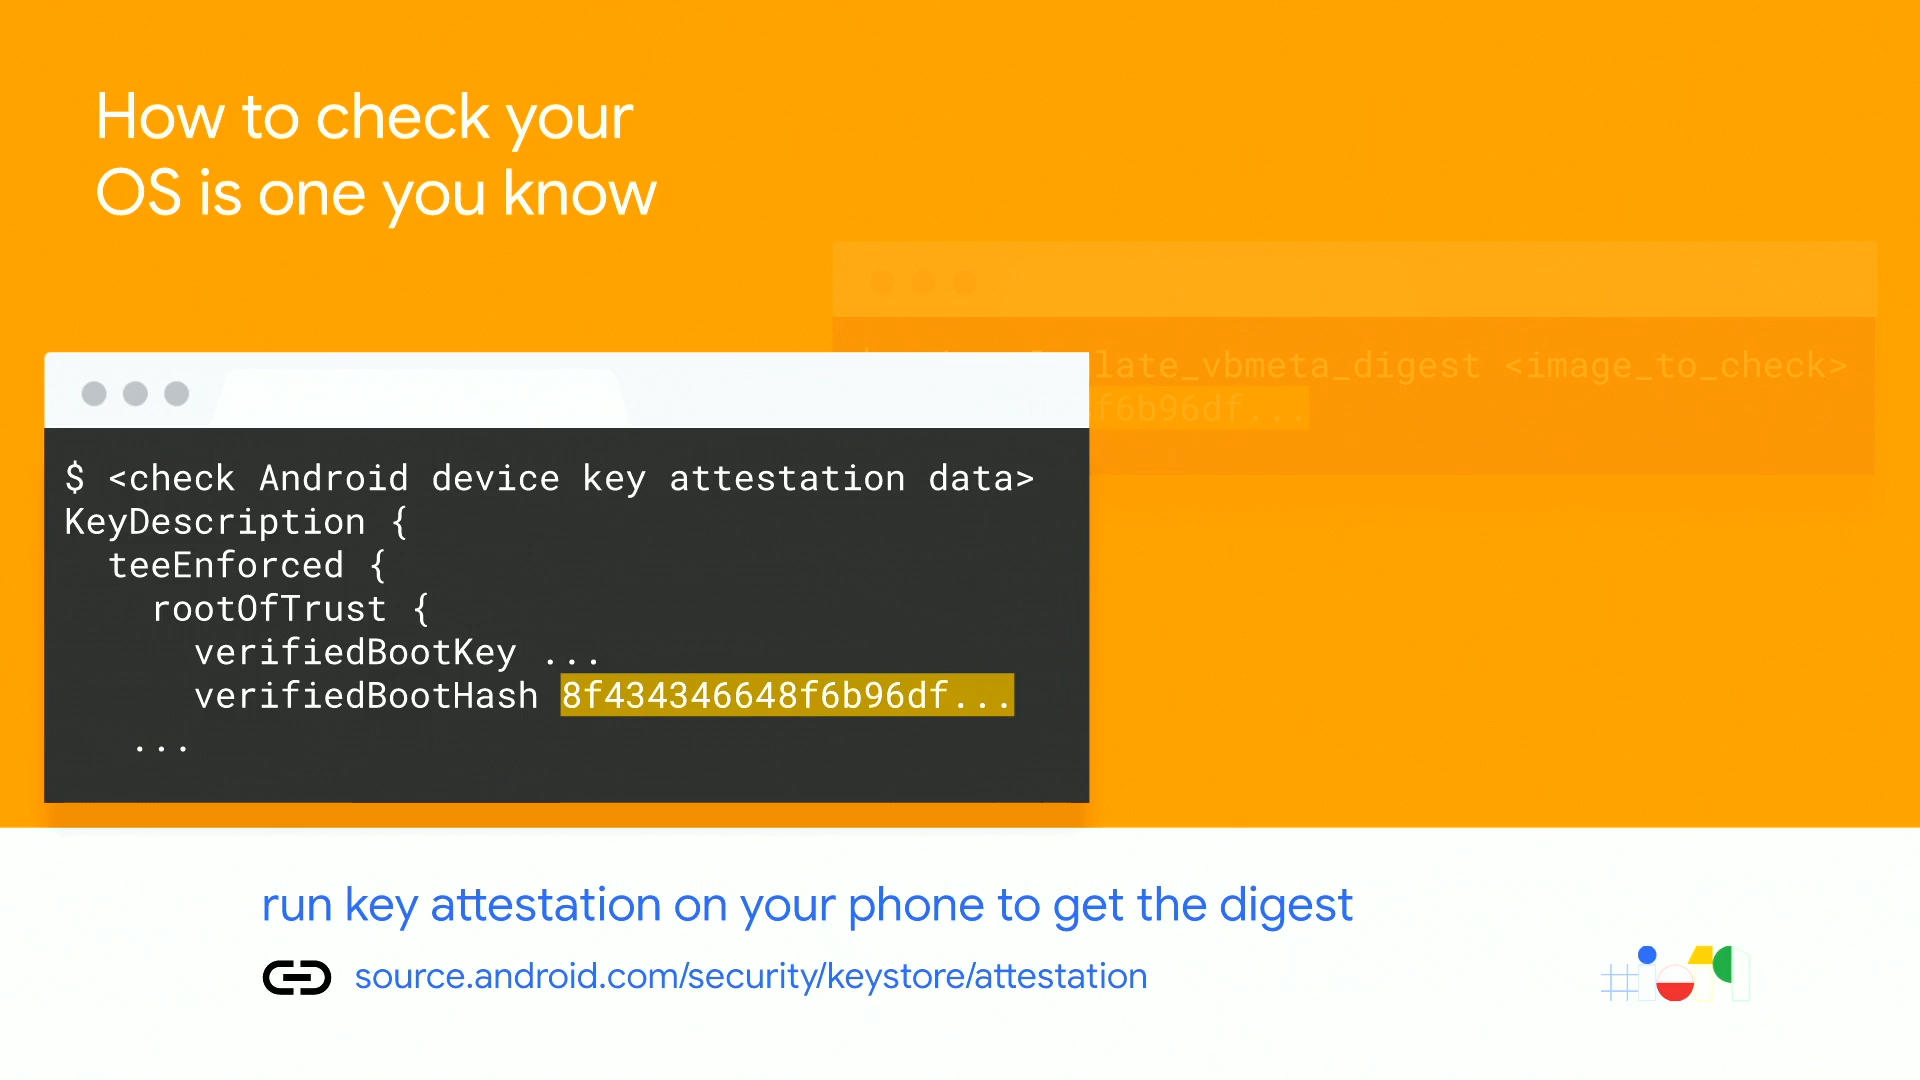 How to check your
OS is one you know
late_vbmeta_digest <image_to_check>
f6b96df...
$ <check Android device key attestation data>
KeyDescription {
teeEnforced {
rootOfTrust {
verifiedBootKey ...
verifiedBootHash 8f434346648f6b96df...
...
run key attestation on your phone to get the digest
source.android.com/security/keystore/attestation
#io19